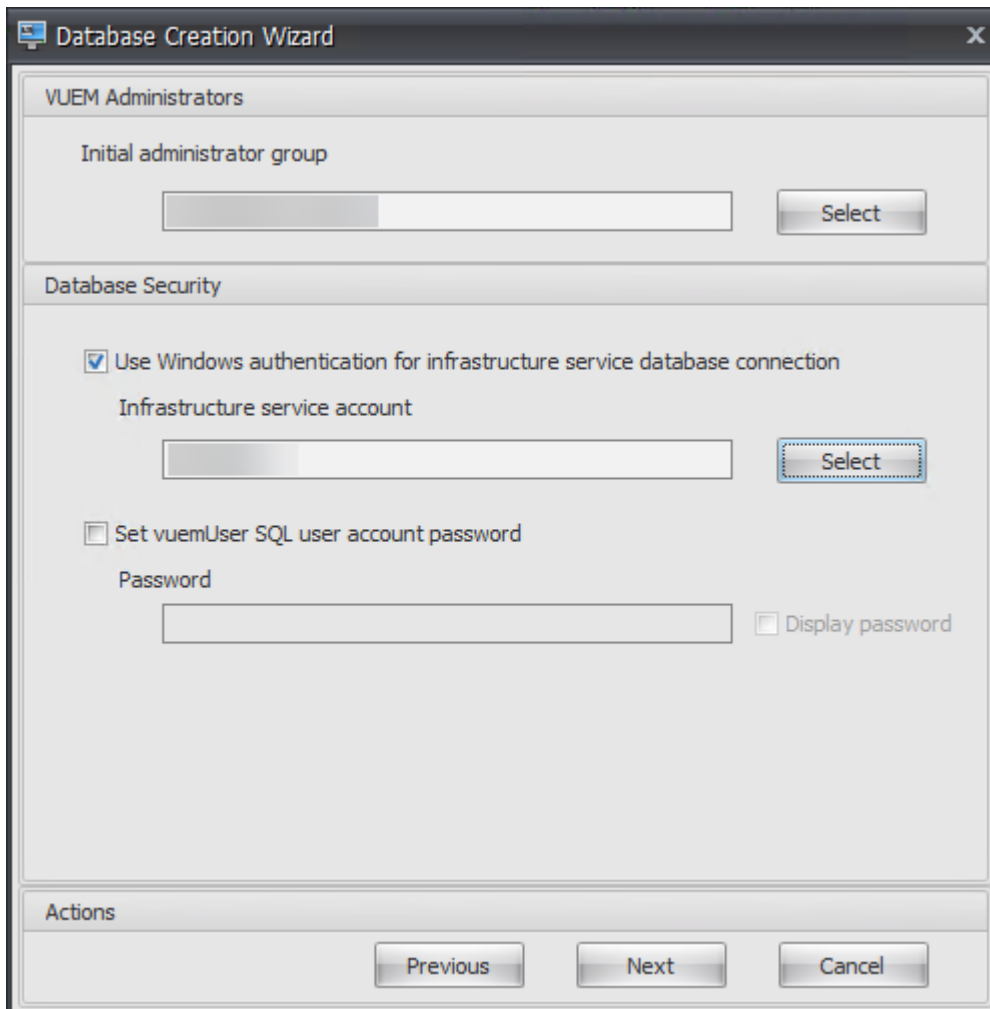 Database Creation Wizard
VUEM Administrators
Initial administrator group
Select
Database Security
Use Windows authentication for infrastructure service database connection
Infrastructure service account
Select
Set vuemUser SQL user account password
Password
Display password
Actions
Previous Next Cancel